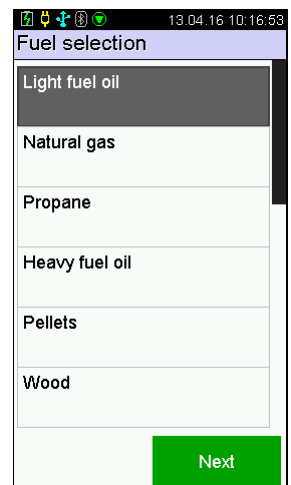 13.04.16 10:16:53
Fuel selection
Light fuel oil
Natural gas
Propane
Heavy fuel oil
Pellets
Wood
Next